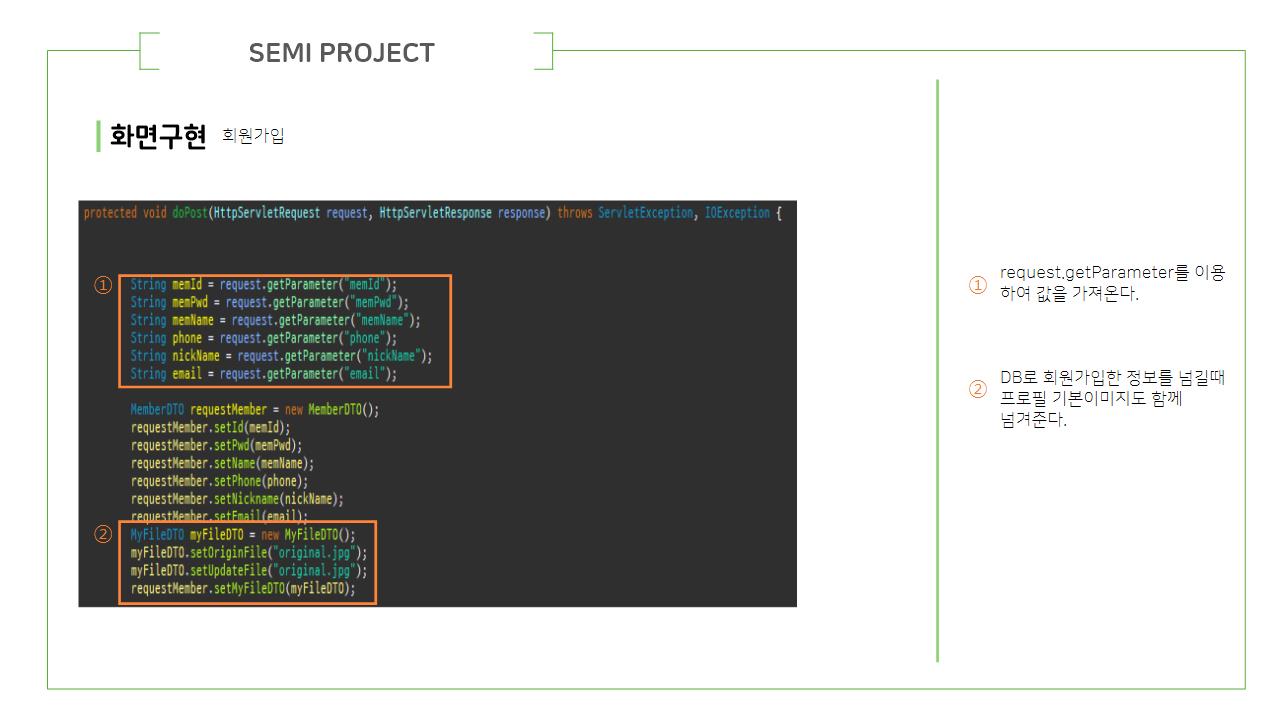 SEMI PROJECT
화면구현 회원가입
protected void doPost(HttpServletRequest request, HttpServletResponse response) throws ServletException, IOException {
① String memId = request.getParameter("memId");
String memPwd = request.getParameter("memPwd");
String memName = request.getParameter("memName");
String phone = request.getParameter("phone");
String nickName = request.getParameter("nickName");
String email = request.getParameter("email");
MemberDTO requestMember = new MemberDTO();
requestMember.setId(memId);
requestMember.setPwd(memPwd);
requestMember.setName(memName);
requestMember.setPhone(phone);
requestMember.setNickname(nickName);
requestMember.setEmail(email);
② MyFileDTO myFileDTO = new MyFileDTO();
myFileDTO.setOriginFile("original.jpg");
myFileDTO.setUpdateFile("original.jpg");
requestMember.setMyFileDTO(myFileDTO);
① request.getParameter를 이용
하여 값을 가져온다.
② DB로 회원가입한 정보를 넘길때
프로필 기본이미지도 함께
넘겨준다.